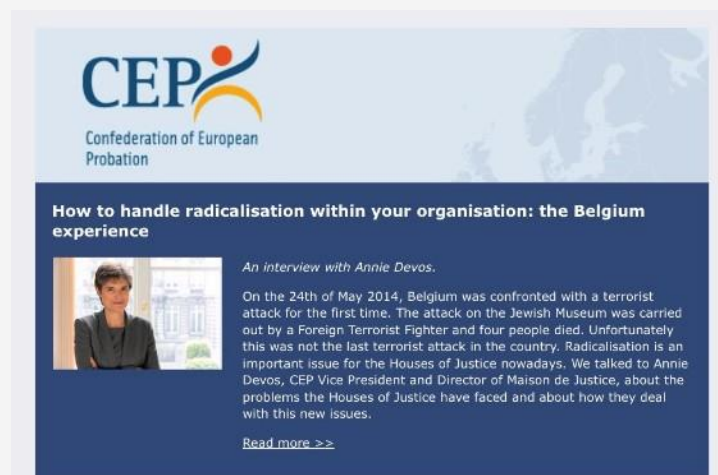 CEP
Confederation of European
Probation
How to handle radicalisation within your organisation: the Belgium
experience
An interview with Annie Devos.
On the 24th of May 2014, Belgium was confronted with a terrorist
attack for the first time. The attack on the Jewish Museum was carried
out by a Foreign Terrorist Fighter and four people died. Unfortunately
this was not the last terrorist attack in the country. Radicalisation is an
important issue for the Houses of Justice nowadays. We talked to Annie
Devos, CEP Vice President and Director of Maison de Justice, about the
problems the Houses of Justice have faced and about how they deal
with this new issues.
Read more >>